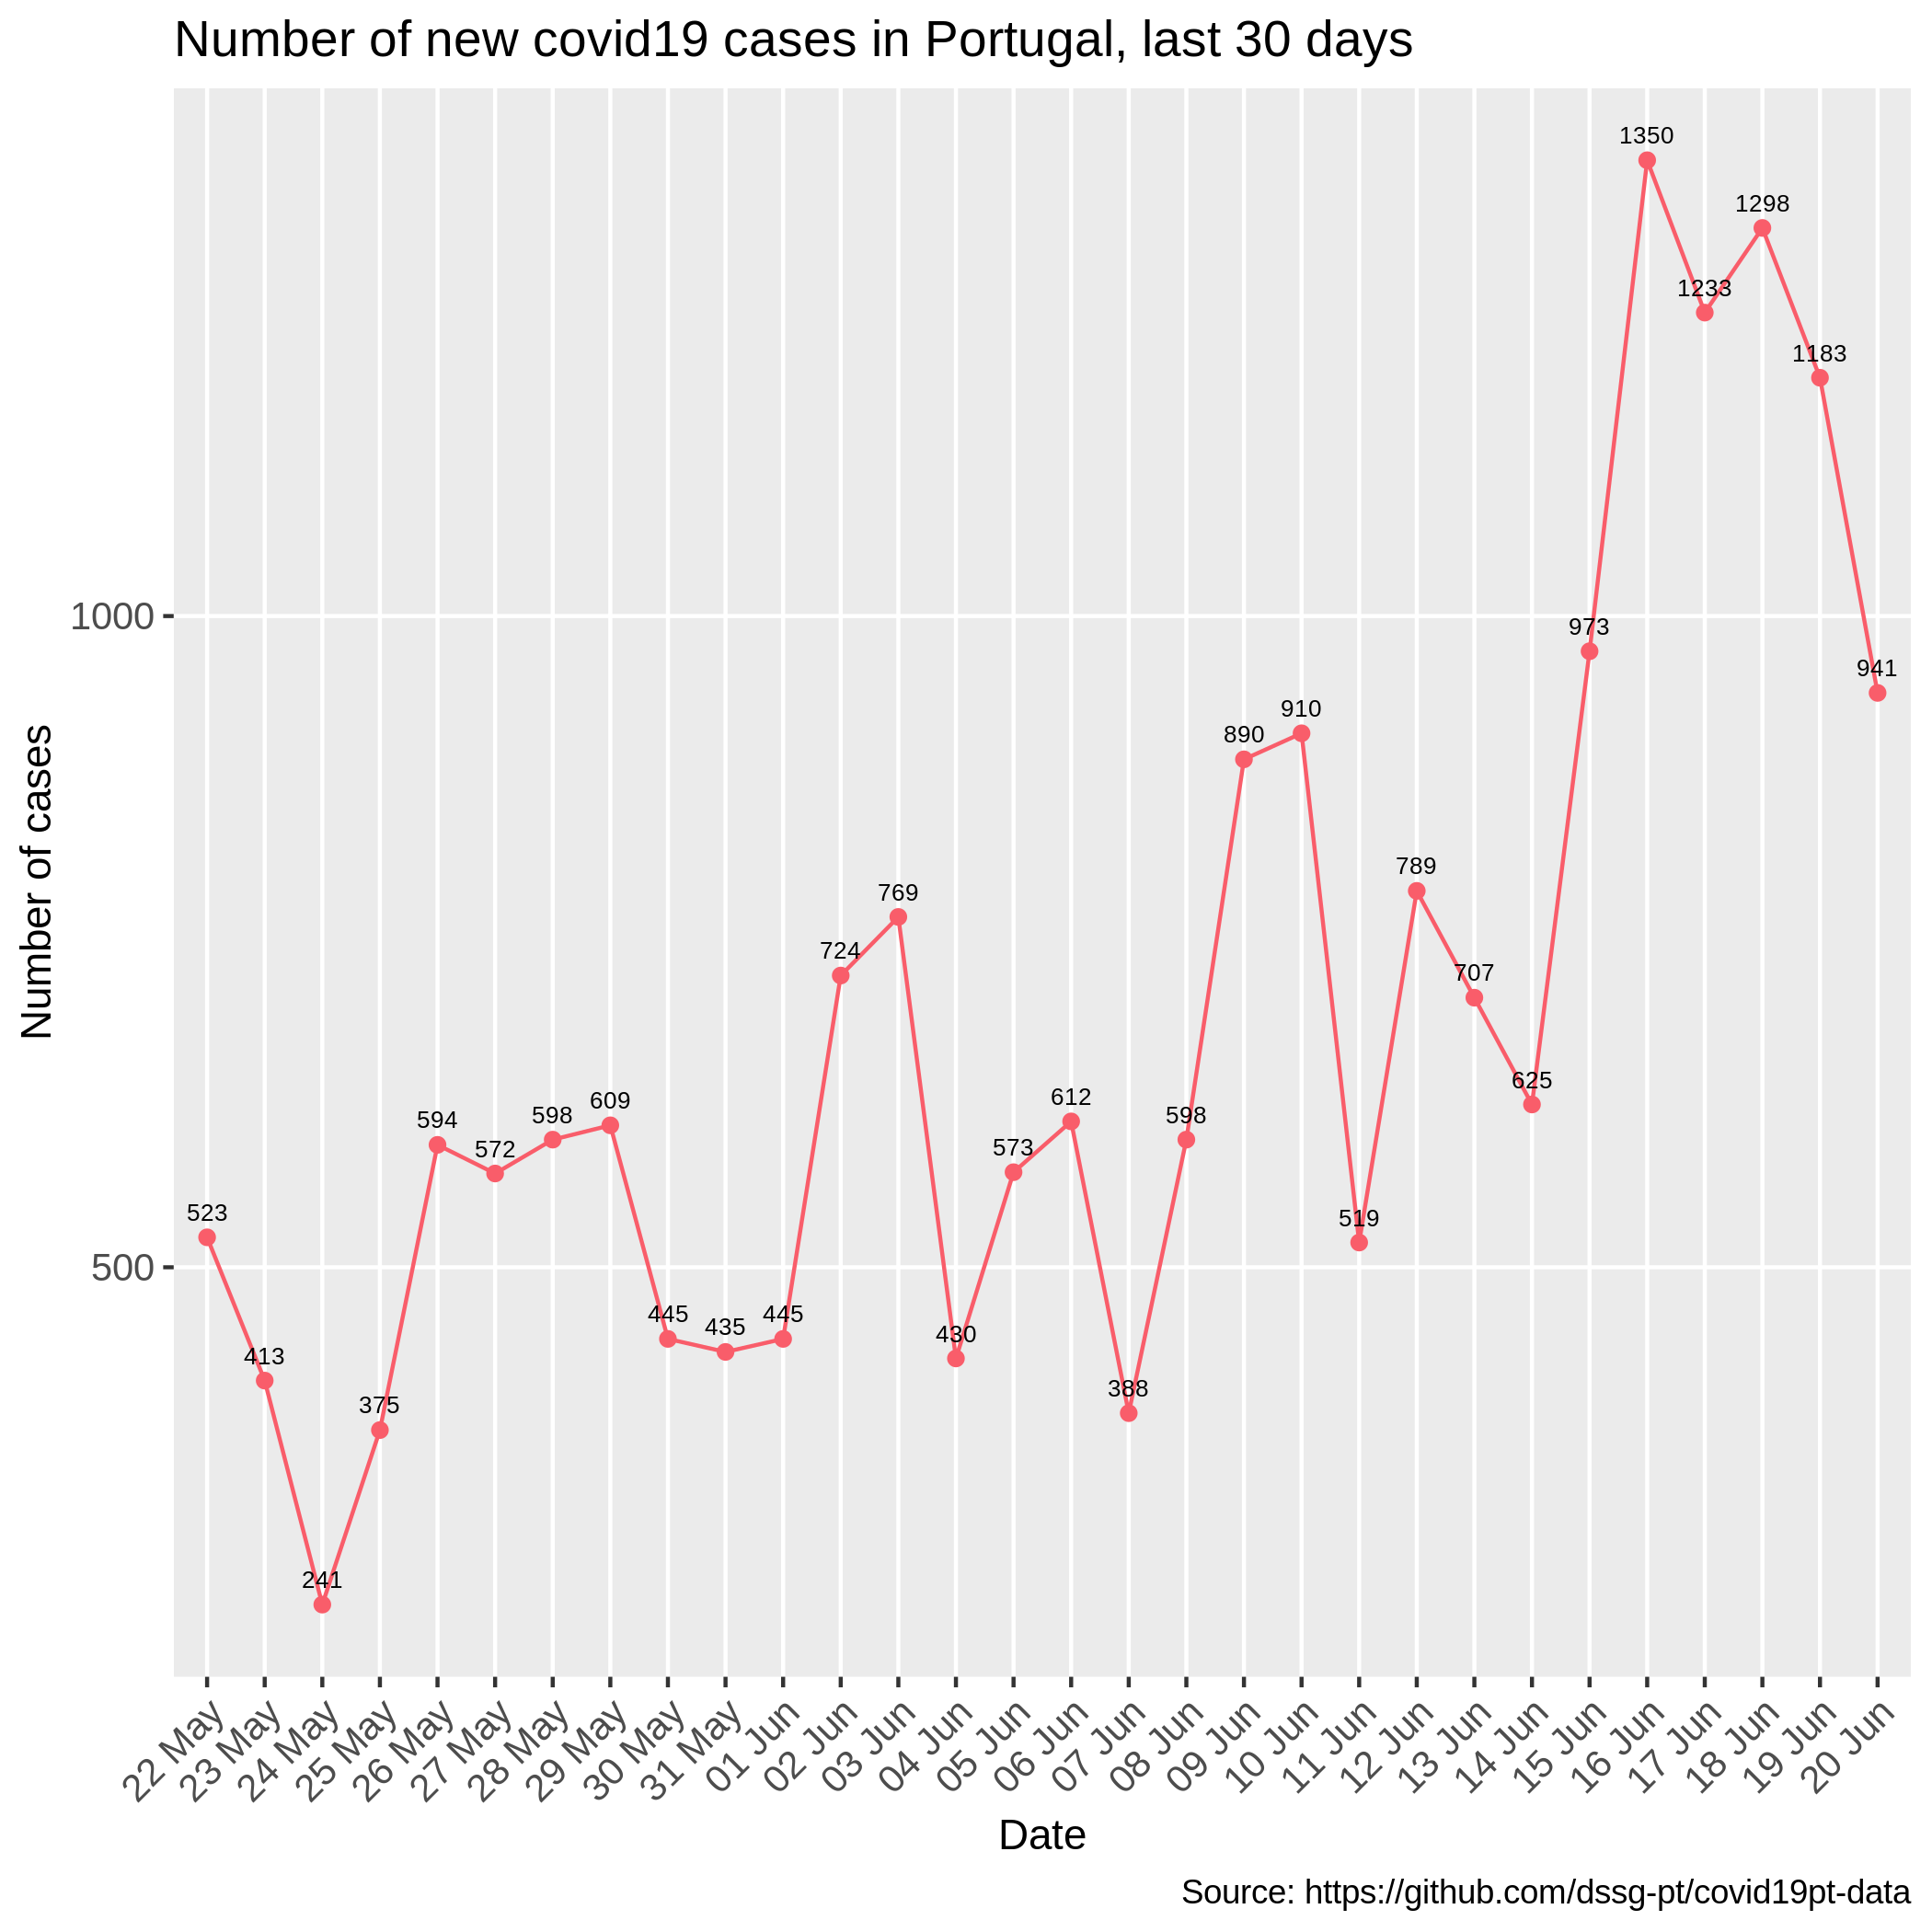 Number of new covid19 cases in Portugal, last 30 days
1350
1298
1233
1183
1000
973
941
910
890
789
769
724
707
625
612
609
598
598
594
573
572
523
519
500
445
445
435
430
413
388
375
241
Number of cases
22 May
23 May
24 May
25 May
26 May
27 May
28 May
29 May
30 May
31 May
01 Jun
02 Jun
03 Jun
04 Jun
05 Jun
06 Jun
07 Jun
08 Jun
09 Jun
10 Jun
11 Jun
12 Jun
13 Jun
14 Jun
15 Jun
16 Jun
17 Jun
18 Jun
19 Jun
20 Jun
Date
Source: https://github.com/dssg-pt/covid19pt-data